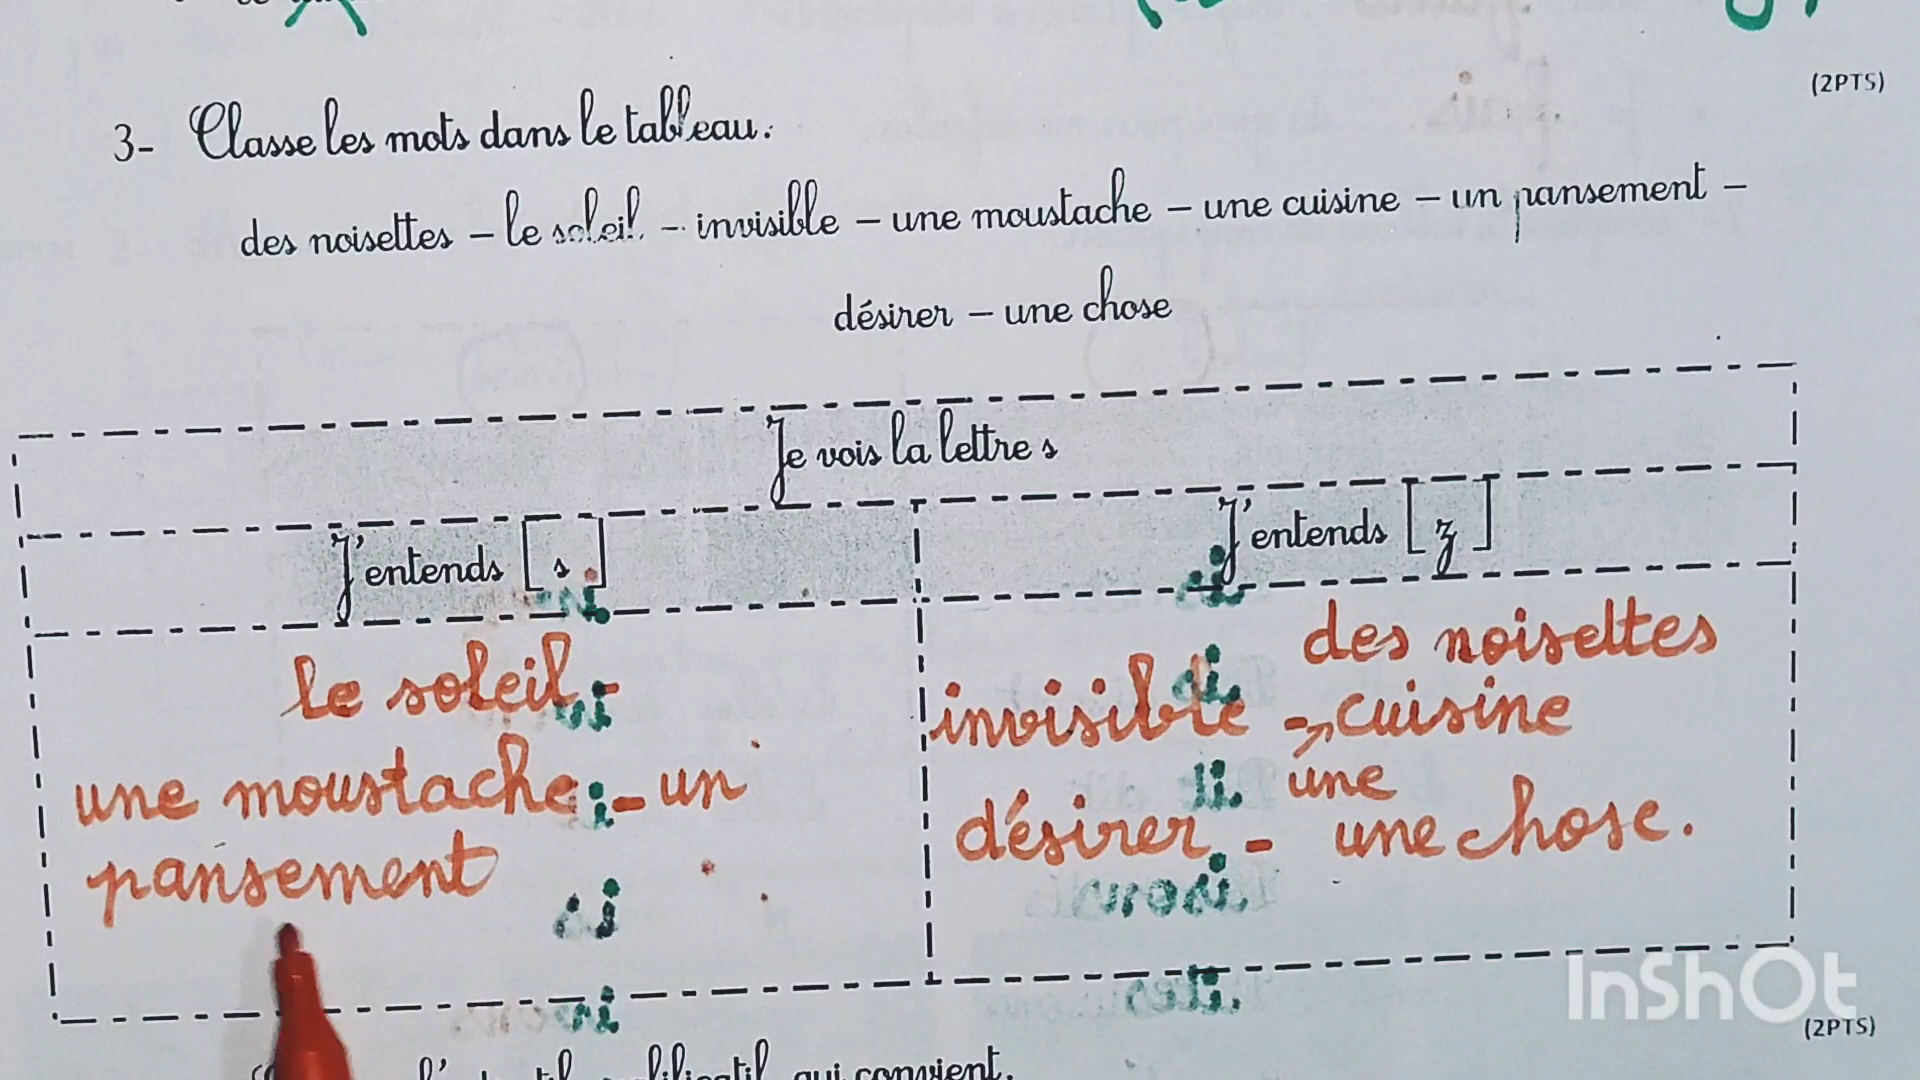 (2PTS)
3- Classe les mots dans le tableau.
des noisettes – le soleil – invisible – une moustache – une cuisine – un pansement –
désirer – une chose
Je vois la lettre s
J'entends [s]
J'entends [z]
le soleil -
une moustache - un
pansement
des noisettes
invisible - cuisine
une
désirer - une chose.
InShOt
(2PTS)
qui convient.